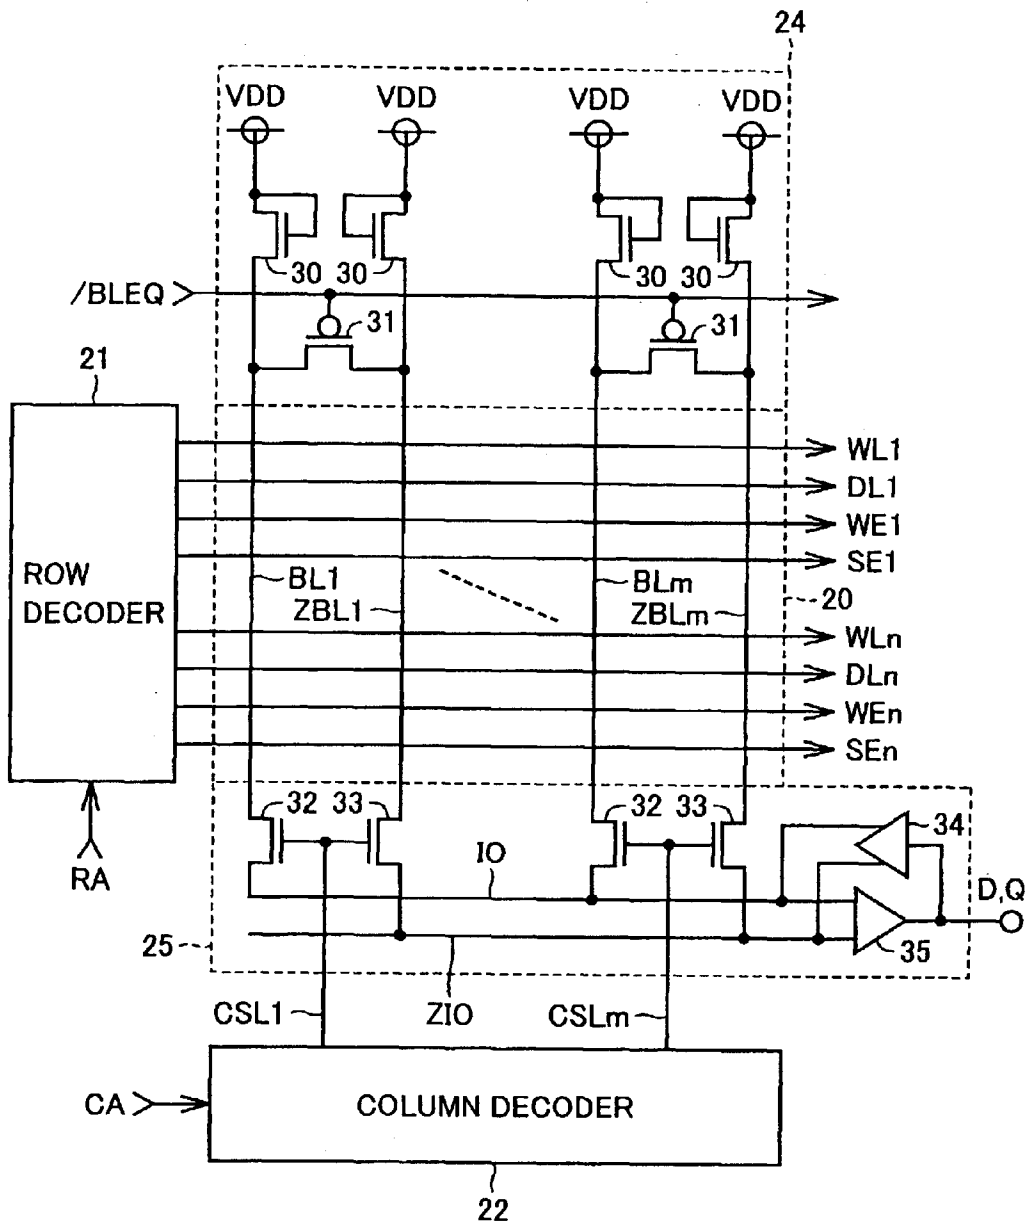 24
VDD VDD VDD VDD
30 30 30 30
/BLEQ
31 31
21
WL1
DL1
WE1
SE1
ROW
DECODER
BL1
ZBL1
BLm
ZBLm
20
WLn
DLn
WEn
SEn
32 33 32 33
34
RA
IO
D,Q
25
35
CSL1
ZIO
CSLm
CA
COLUMN DECODER
22